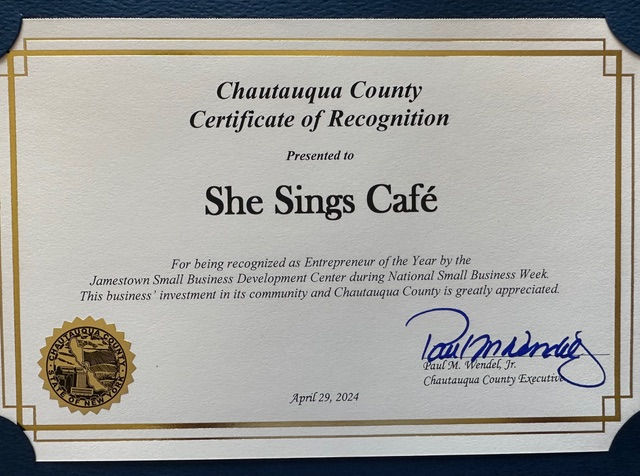 Chautauqua County
Certificate of Recognition
Presented to
She Sings Café
For being recognized as Entrepreneur of the Year by the
Jamestown Small Business Development Center during National Small Business Week.
This business' investment in its community and Chautauqua County is greatly appreciated.
CHAUTAUQUA COUNTY
STATE OF NEW YORK
Paul M Wendel Jr
Paul M. Wendel, Jr.
Chautauqua County Executive
April 29, 2024